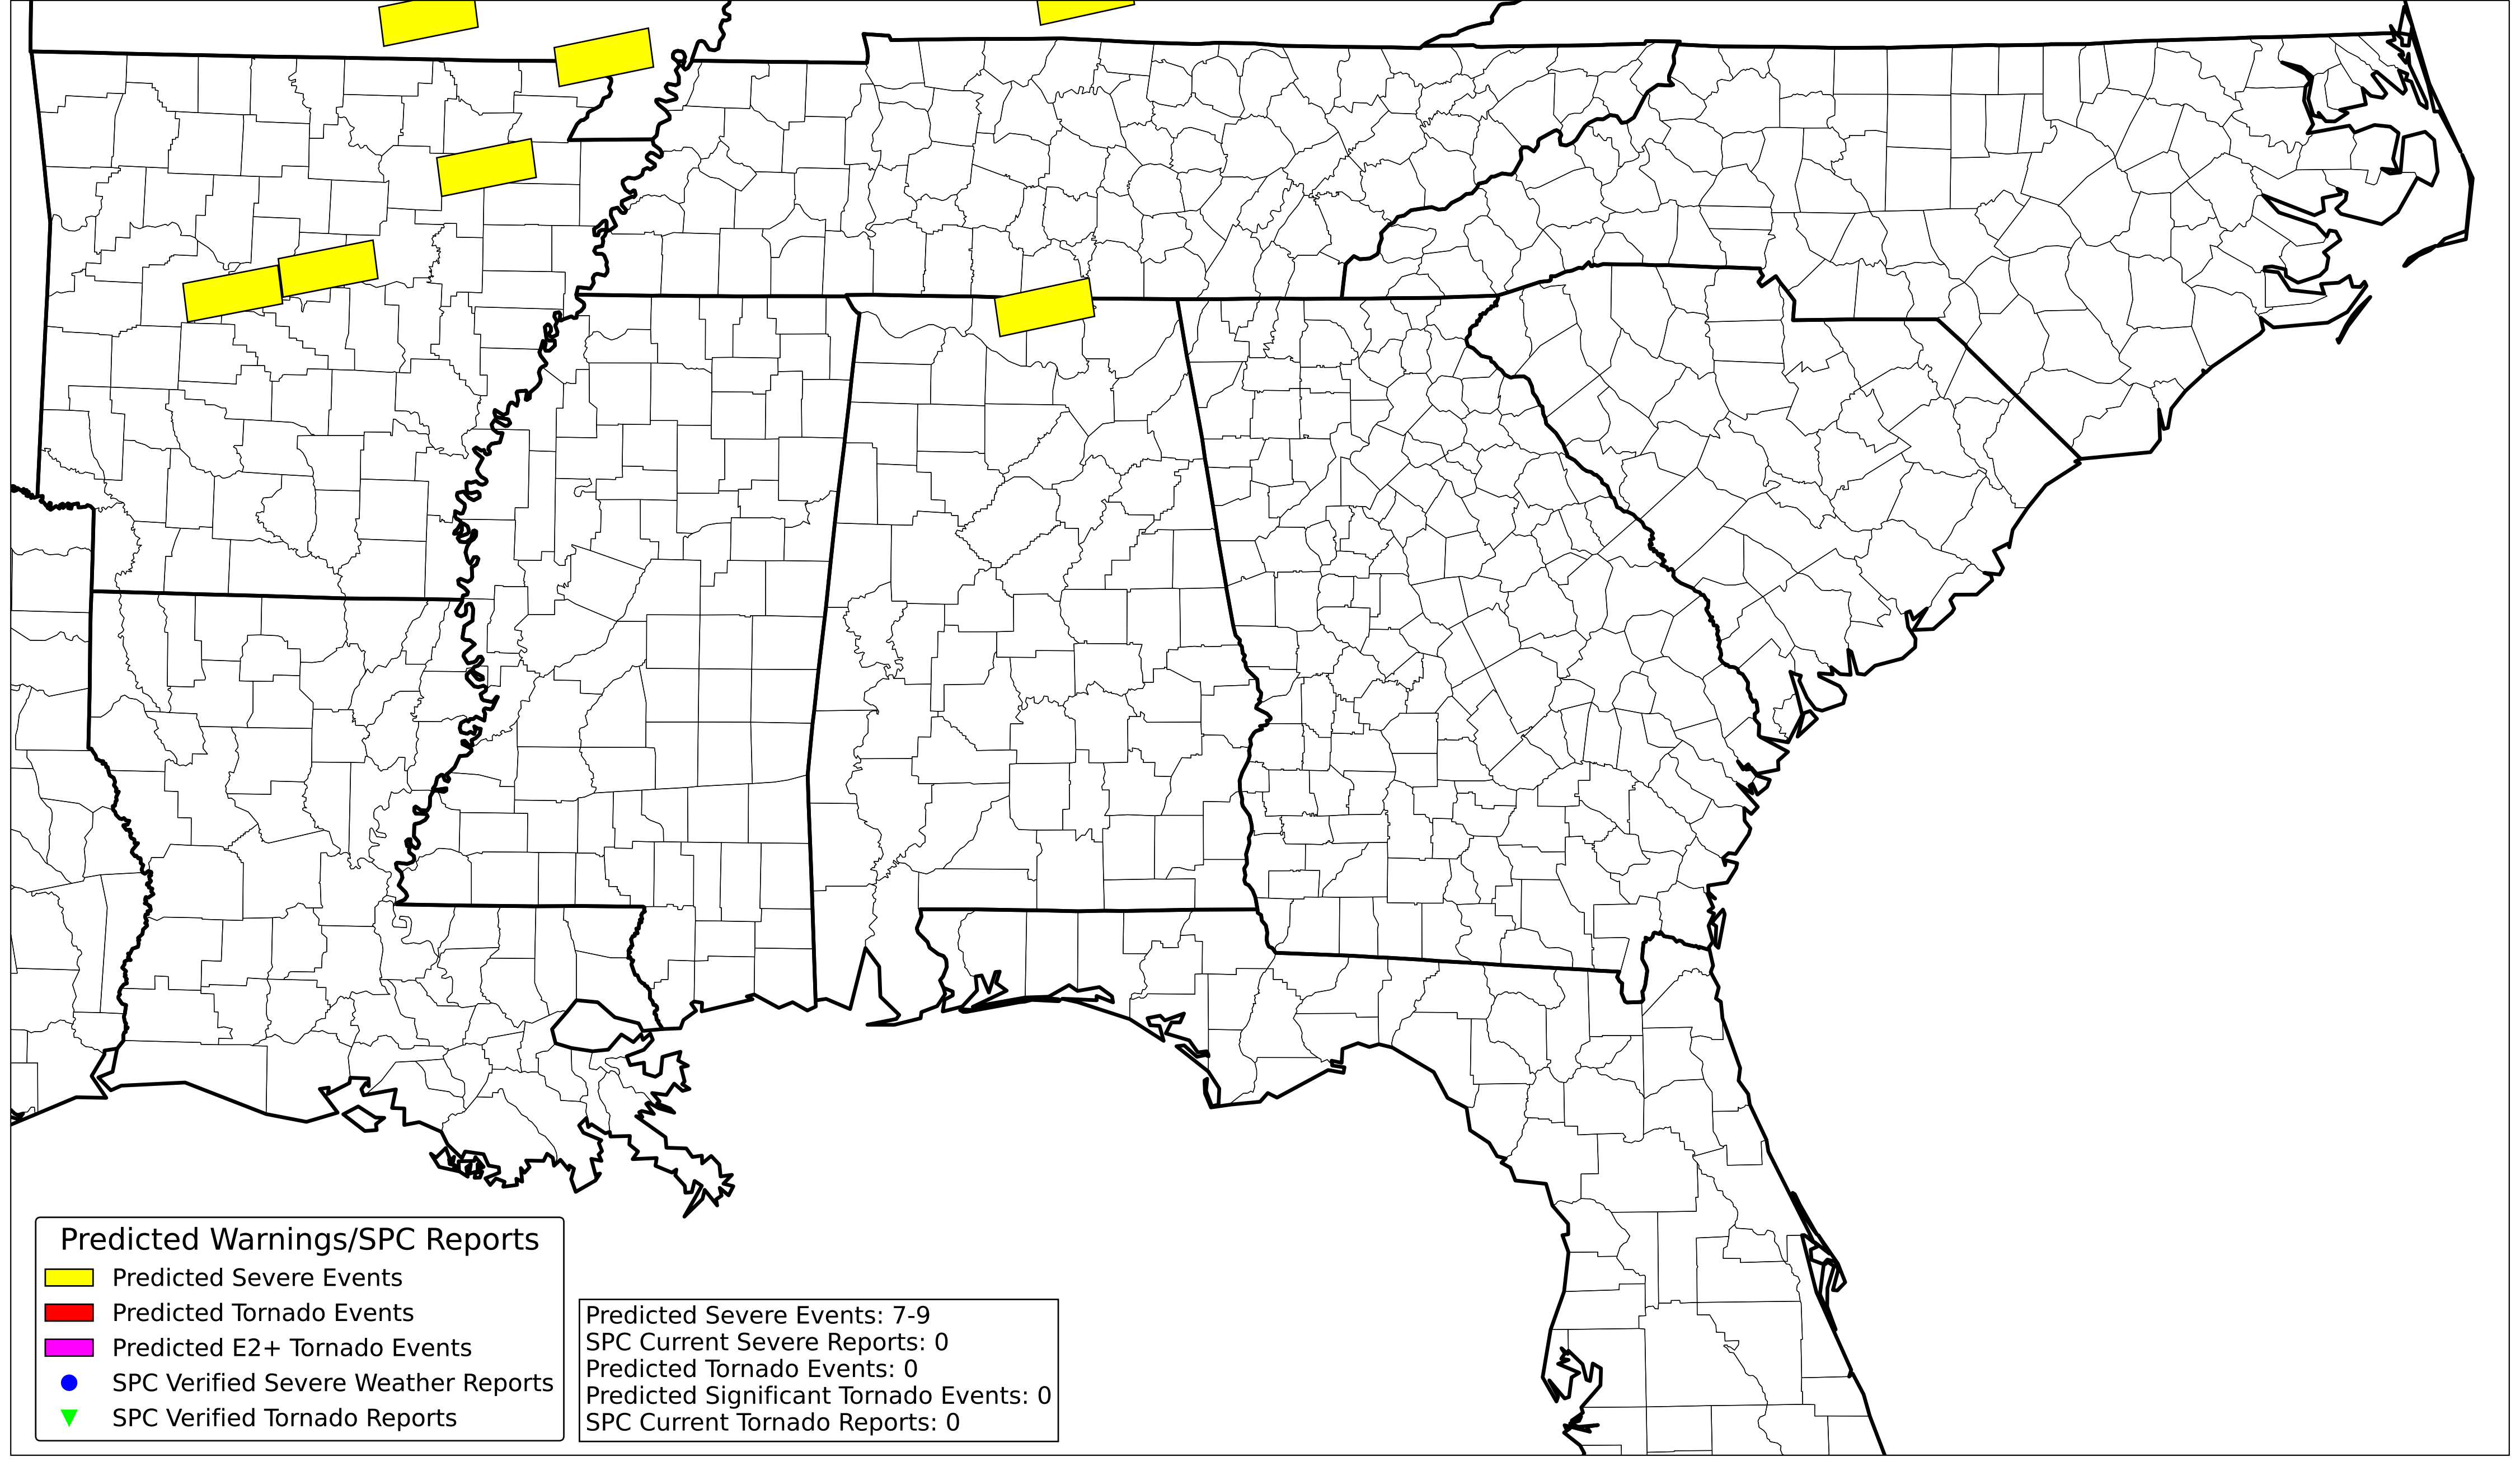 Predicted Warnings/SPC Reports
Predicted Severe Events
Predicted Tornado Events
Predicted E2+ Tornado Events
SPC Verified Severe Weather Reports
SPC Verified Tornado Reports
Predicted Severe Events: 7-9
SPC Current Severe Reports: 0
Predicted Tornado Events: 0
Predicted Significant Tornado Events: 0
SPC Current Tornado Reports: 0